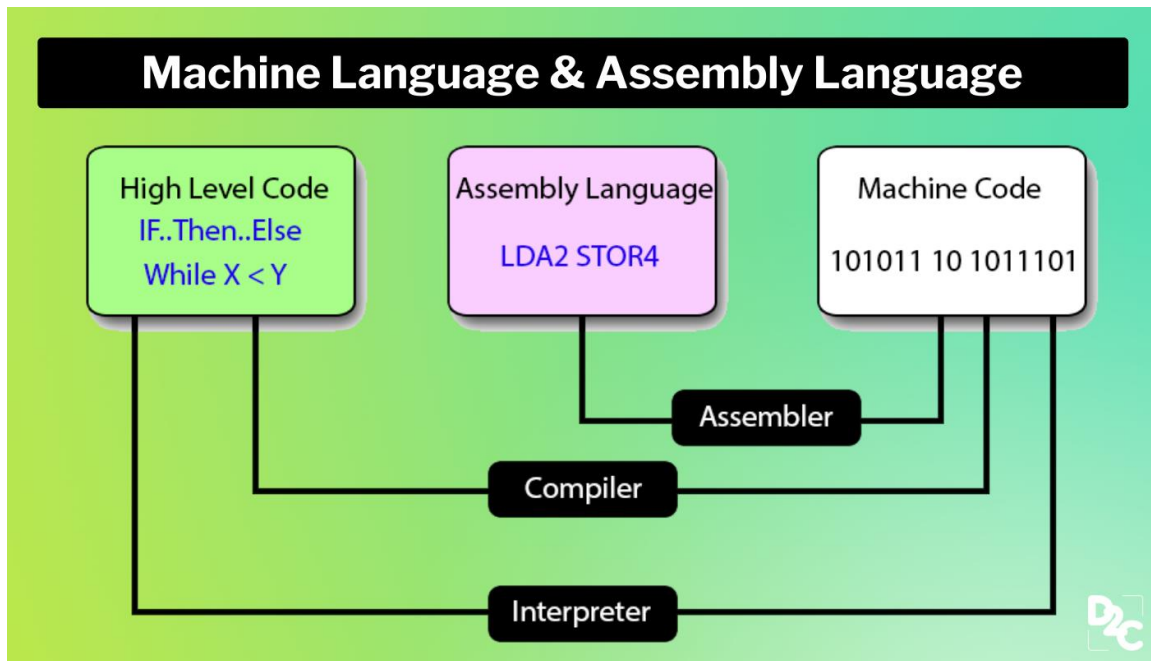 Machine Language & Assembly Language
High Level Code
IF..Then..Else
While X < Y
Assembly Language
LDA2 STOR4
Machine Code
101011 10 1011101
Assembler
Compiler
Interpreter
D2C